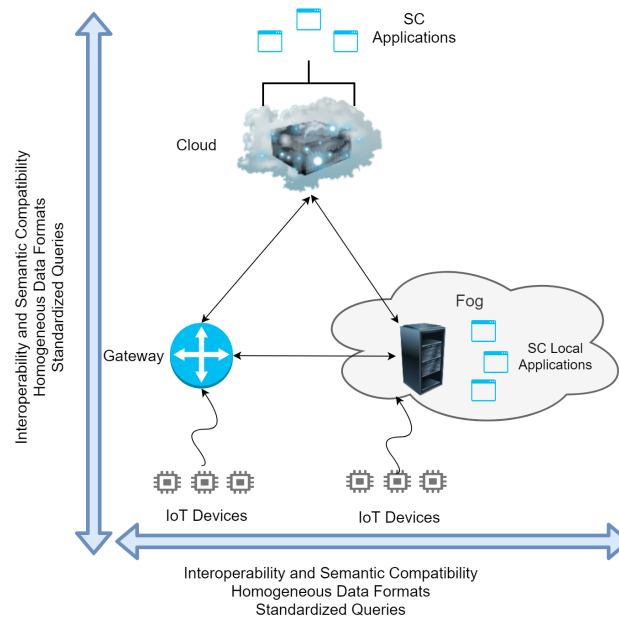 SC
Applications
Cloud
Interoperability and Semantic Compatibility
Homogeneous Data Formats
Standardized Queries
Fog
Gateway
SC Local
Applications
IoT Devices
IoT Devices
Interoperability and Semantic Compatibility
Homogeneous Data Formats
Standardized Queries